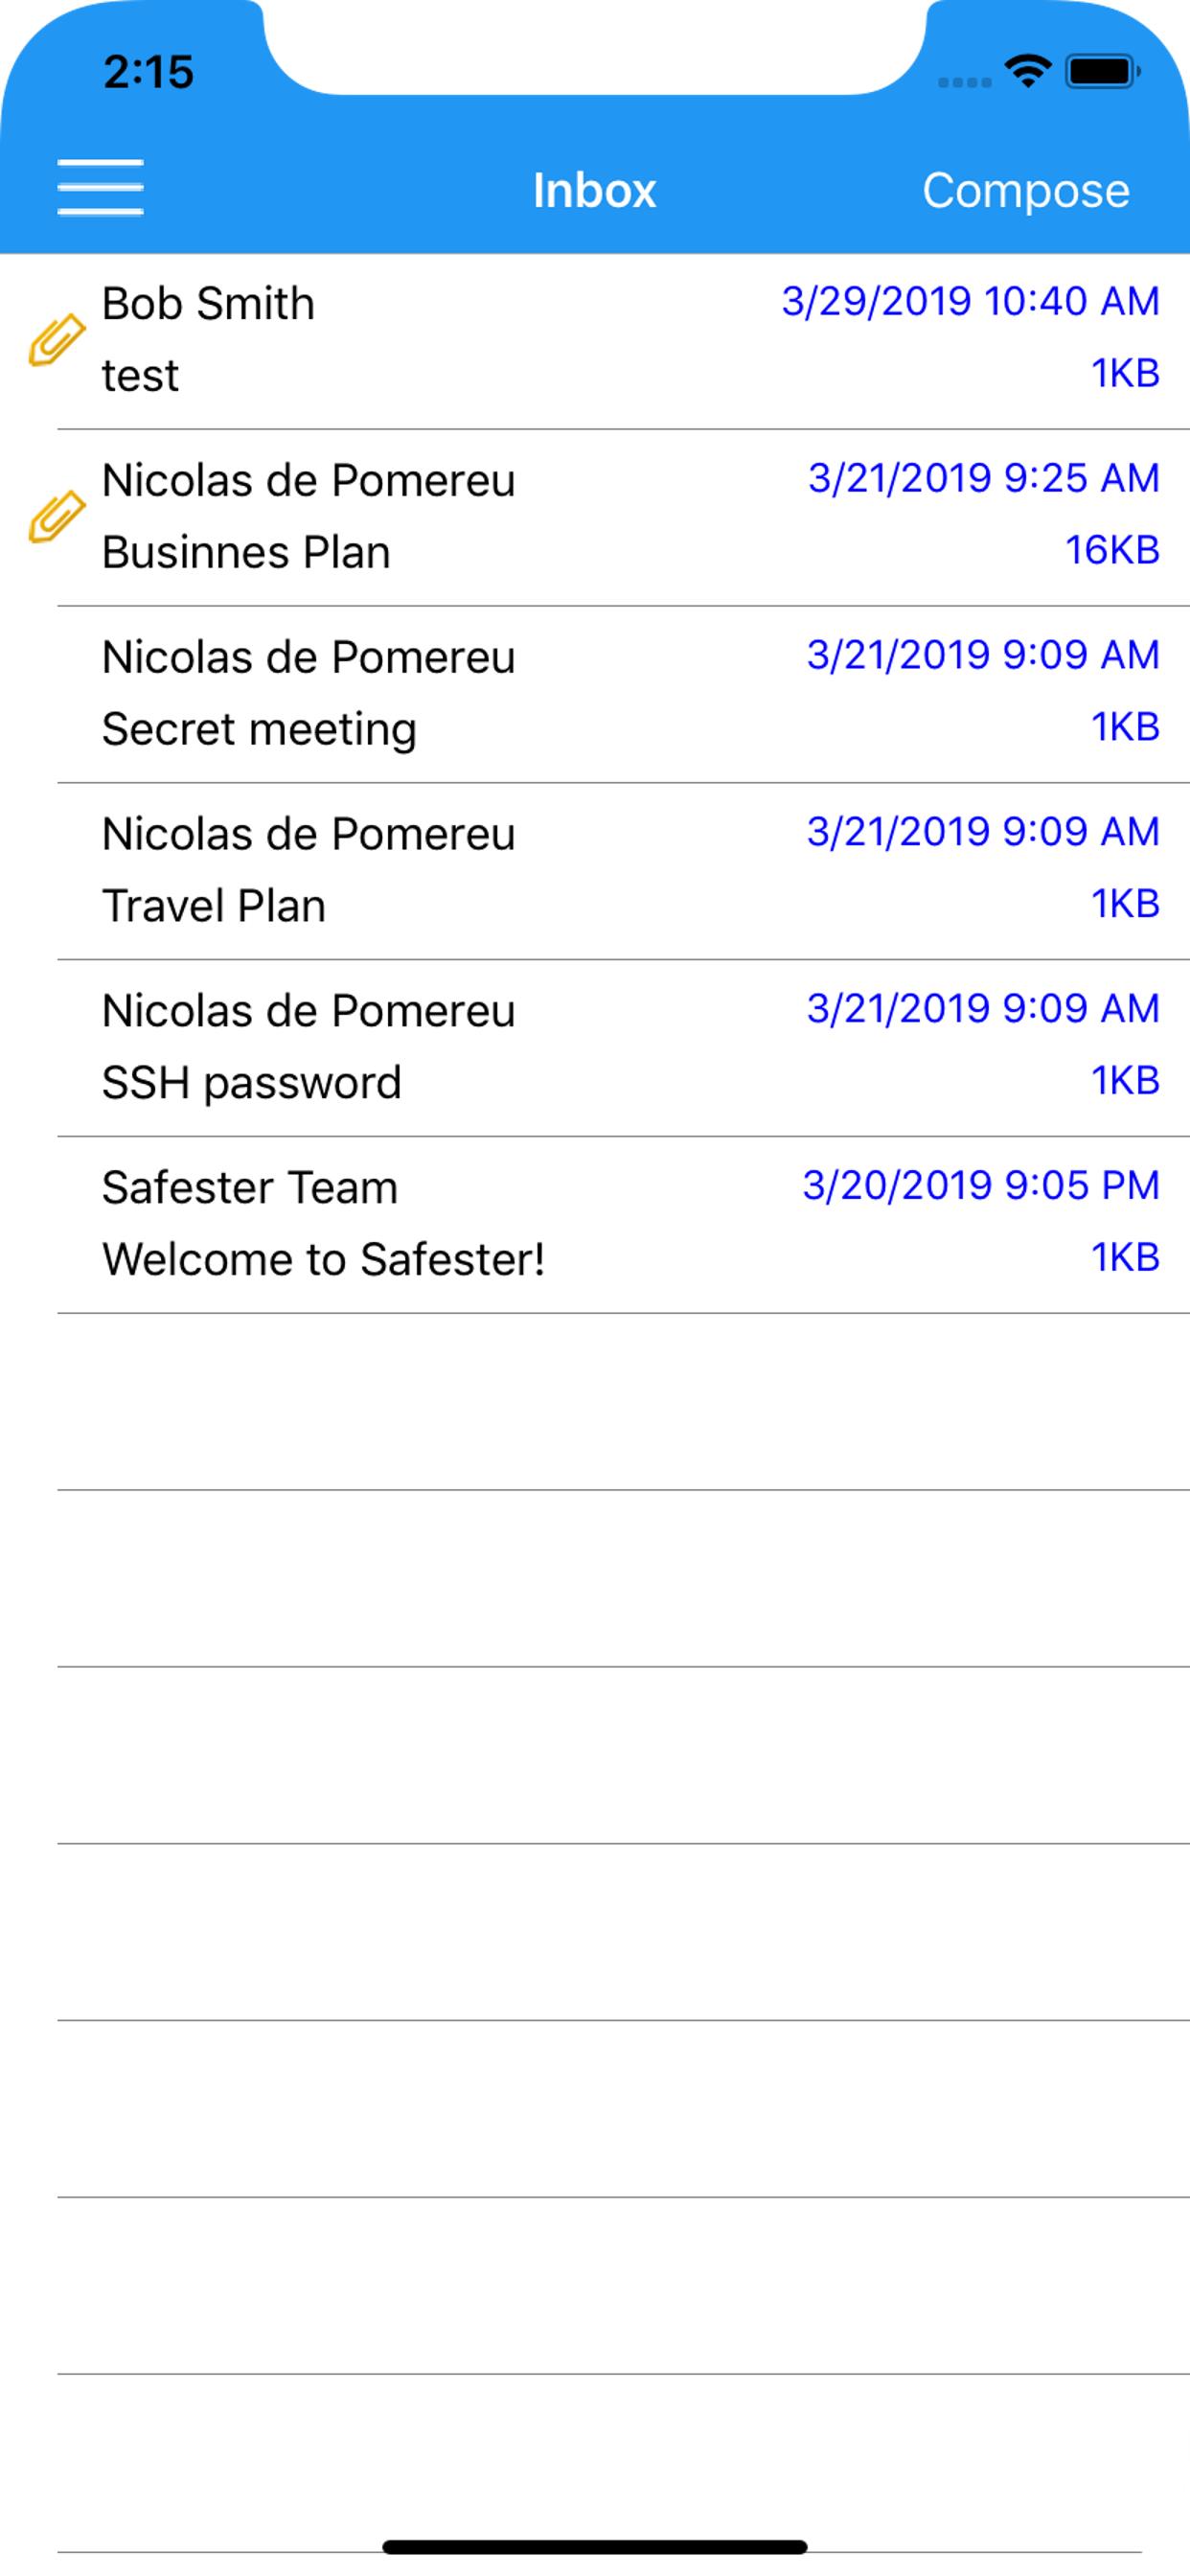 2:15
Inbox Compose
Bob Smith 3/29/2019 10:40 AM
test 1KB
Nicolas de Pomereu 3/21/2019 9:25 AM
Businnes Plan 16KB
Nicolas de Pomereu 3/21/2019 9:09 AM
Secret meeting 1KB
Nicolas de Pomereu 3/21/2019 9:09 AM
Travel Plan 1KB
Nicolas de Pomereu 3/21/2019 9:09 AM
SSH password 1KB
Safester Team 3/20/2019 9:05 PM
Welcome to Safester! 1KB